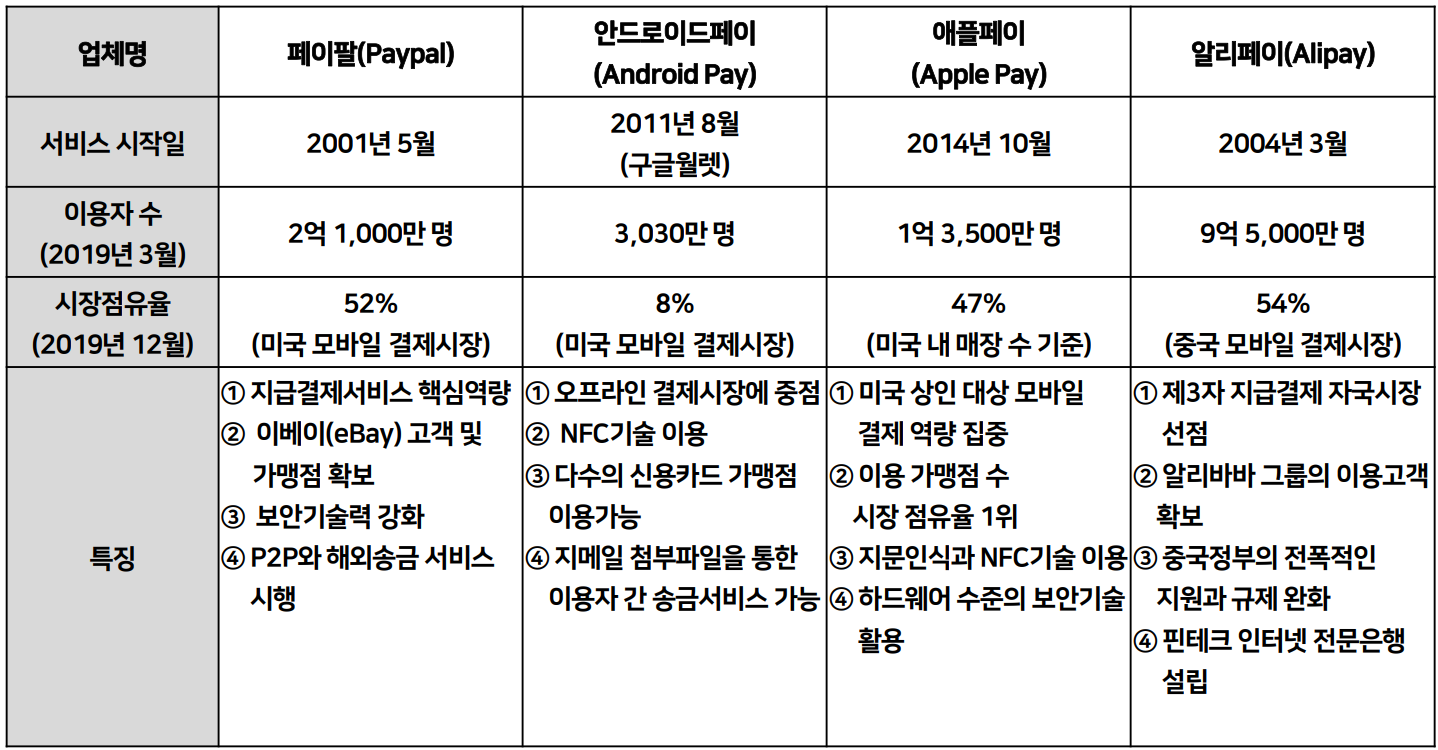 업체명
페이팔(Paypal)
안드로이드페이
(Android Pay)
애플페이
(Apple Pay)
알리페이(Alipay)
서비스 시작일
2001년 5월
2011년 8월
(구글월렛)
2014년 10월
2004년 3월
이용자 수
(2019년 3월)
2억 1,000만 명
3,030만 명
1억 3,500만 명
9억 5,000만 명
시장점유율
(2019년 12월)
52%
(미국 모바일 결제시장)
8%
(미국 모바일 결제시장)
47%
(미국 내 매장 수 기준)
54%
(중국 모바일 결제시장)
특징
① 지급결제서비스 핵심역량
② 이베이(eBay) 고객 및
가맹점 확보
③ 보안기술력 강화
④ P2P와 해외송금 서비스
시행
① 오프라인 결제시장에 중점
② NFC기술 이용
③ 다수의 신용카드 가맹점
이용가능
④ 지메일 첨부파일을 통한
이용자 간 송금서비스 가능
① 미국 상인 대상 모바일
결제 역량 집중
② 이용 가맹점 수
시장 점유율 1위
③ 지문인식과 NFC기술 이용
④ 하드웨어 수준의 보안기술
활용
① 제3자 지급결제 자국시장
선점
② 알리바바 그룹의 이용고객
확보
③ 중국정부의 전폭적인
지원과 규제 완화
④ 핀테크 인터넷 전문은행
설립